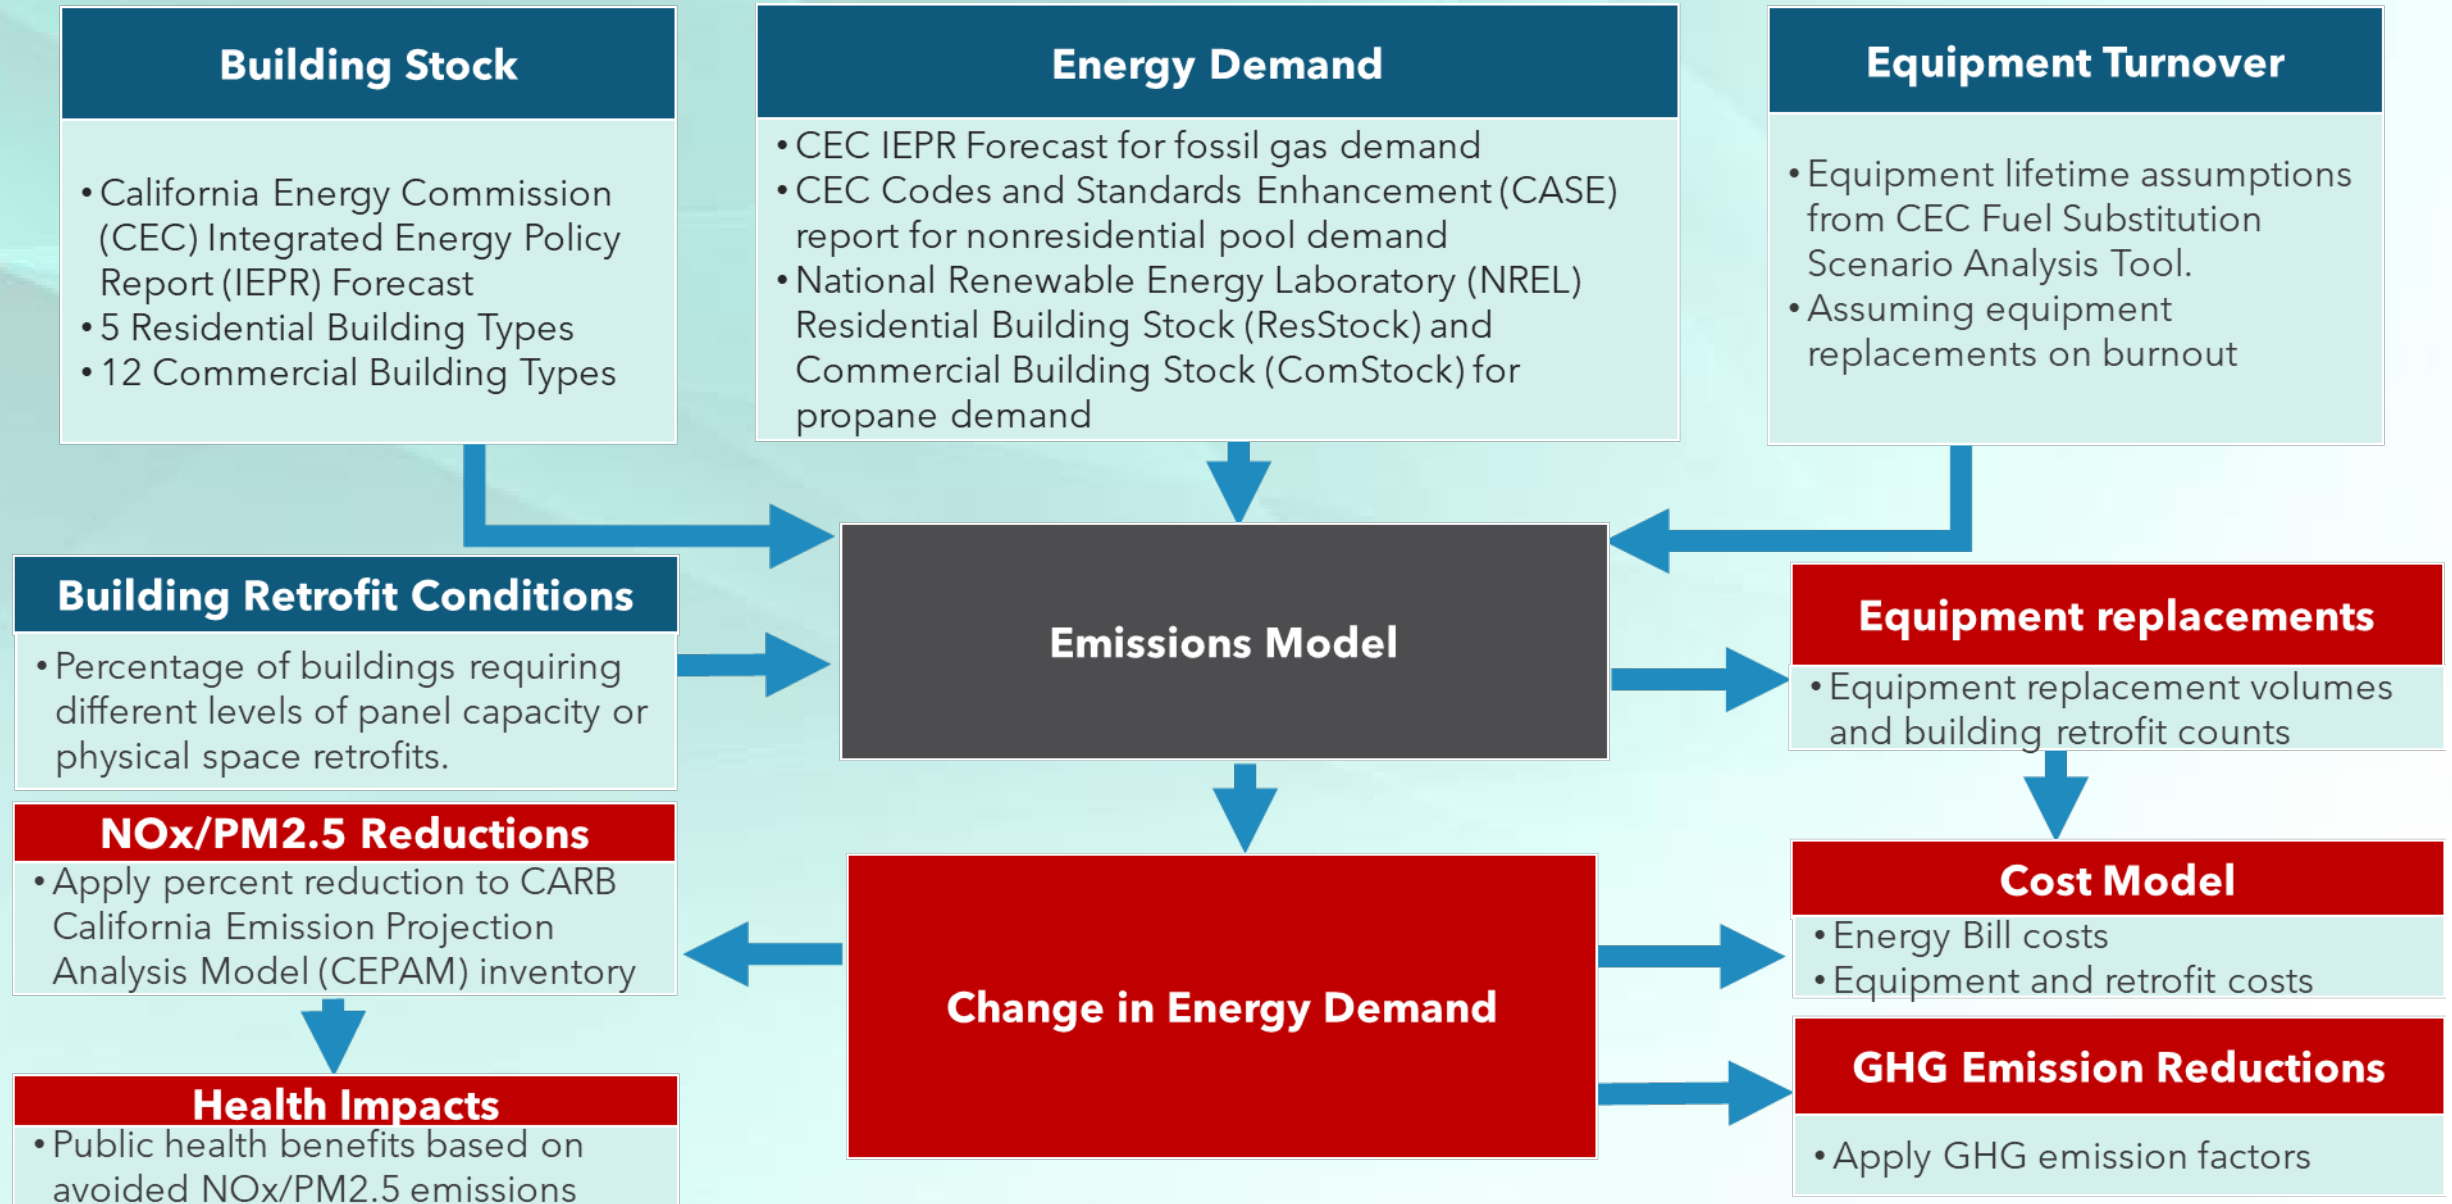 Building Stock
• California Energy Commission
(CEC) Integrated Energy Policy
Report (IEPR) Forecast
• 5 Residential Building Types
• 12 Commercial Building Types
Energy Demand
• CEC IEPR Forecast for fossil gas demand
• CEC Codes and Standards Enhancement (CASE)
report for nonresidential pool demand
• National Renewable Energy Laboratory (NREL)
Residential Building Stock (ResStock) and
Commercial Building Stock (ComStock) for
propane demand
Equipment Turnover
• Equipment lifetime assumptions
from CEC Fuel Substitution
Scenario Analysis Tool.
• Assuming equipment
replacements on burnout
Building Retrofit Conditions
• Percentage of buildings requiring
different levels of panel capacity or
physical space retrofits.
Emissions Model
Equipment replacements
• Equipment replacement volumes
and building retrofit counts
NOx/PM2.5 Reductions
• Apply percent reduction to CARB
California Emission Projection
Analysis Model (CEPAM) inventory
Change in Energy Demand
Cost Model
• Energy Bill costs
• Equipment and retrofit costs
Health Impacts
• Public health benefits based on
avoided NOx/PM2.5 emissions
GHG Emission Reductions
• Apply GHG emission factors